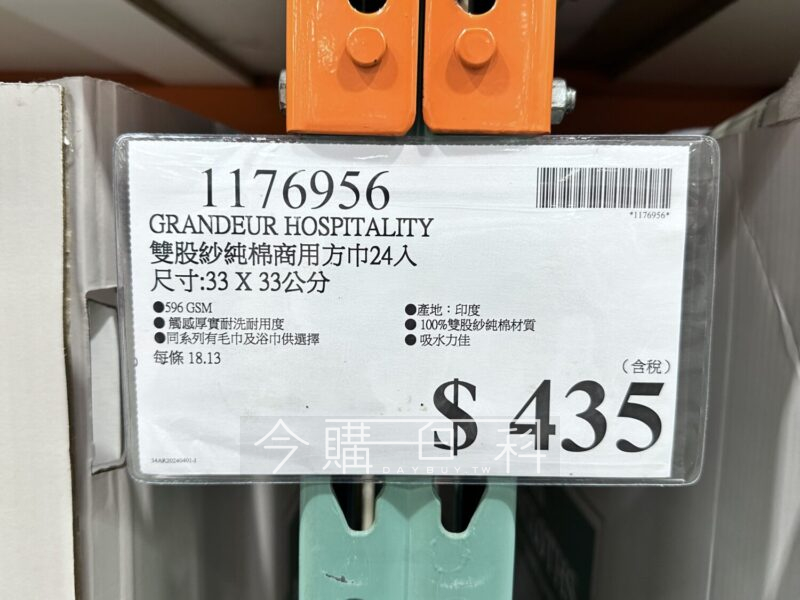 1176956
*1176956*
GRANDEUR HOSPITALITY
雙股紗純棉商用方巾24入
尺寸:33 X 33公分
●596 GSM
● 觸感厚實耐洗耐用度
●同系列有毛巾及浴巾供選擇
●產地：印度
● 100%雙股紗純棉材質
● 吸水力佳
每條 18.13
（含稅）
$ 435
今購百科
DAYBUY.TW